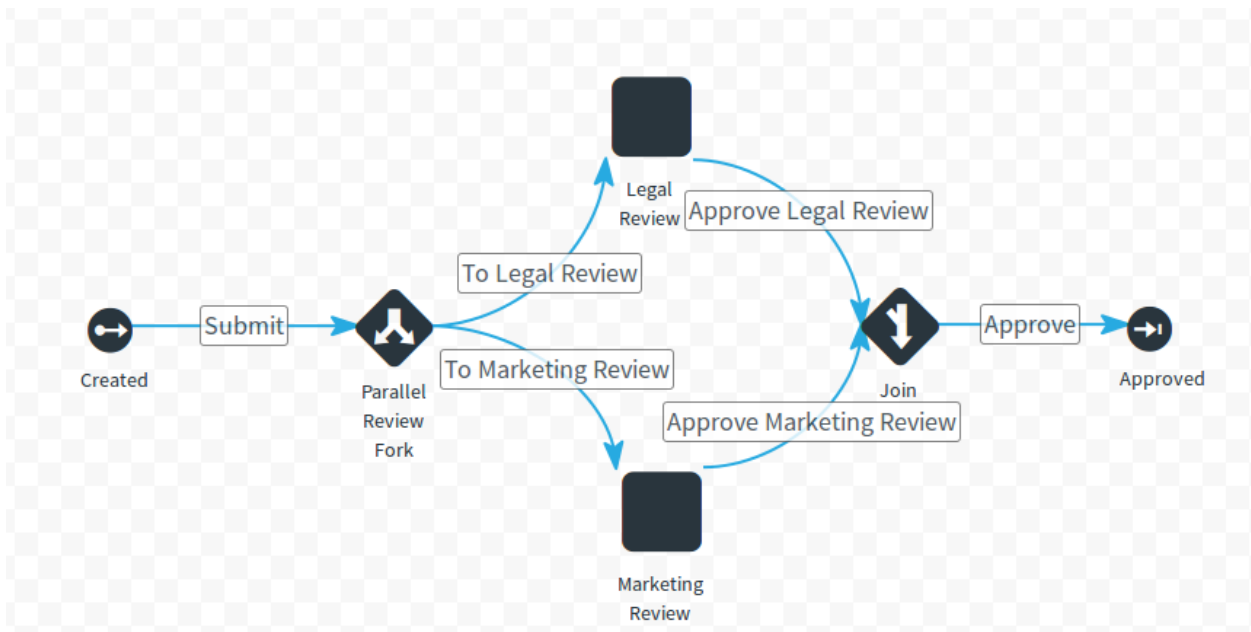 Legal
Review
Approve Legal Review
To Legal Review
Submit
Approve
Created
Parallel
Review
Fork
To Marketing Review
Join
Approved
Approve Marketing Review
Marketing
Review